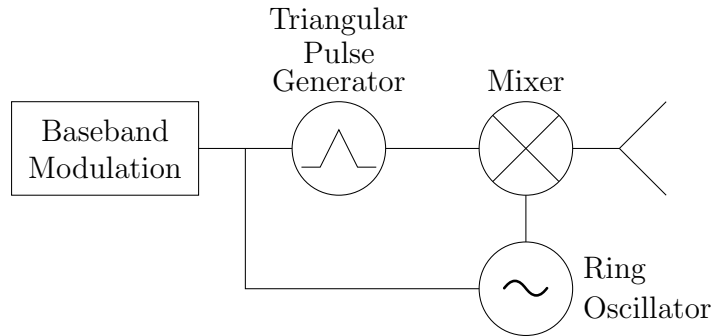 Triangular
Pulse
Generator
Mixer
Baseband
Modulation
Ring
Oscillator